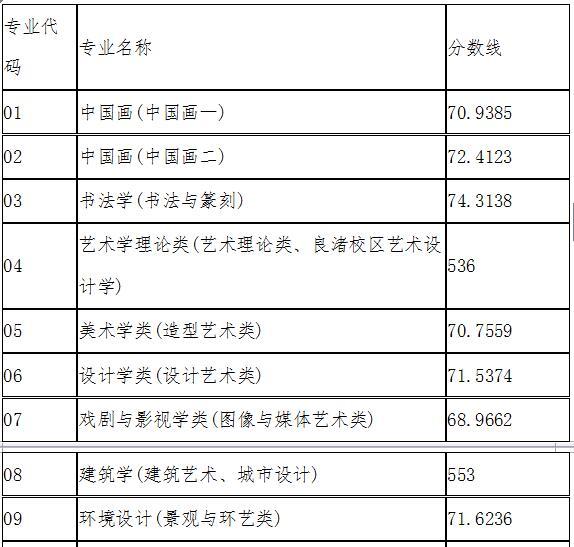 专业代码 专业名称 分数线
01 中国画(中国画一) 70.9385
02 中国画(中国画二) 72.4123
03 书法学(书法与篆刻) 74.3138
04 艺术学理论类(艺术理论类、良渚校区艺术设计学) 536
05 美术学类(造型艺术类) 70.7559
06 设计学类(设计艺术类) 71.5374
07 戏剧与影视学类(图像与媒体艺术类) 68.9662
08 建筑学(建筑艺术、城市设计) 553
09 环境设计(景观与环艺类) 71.6236